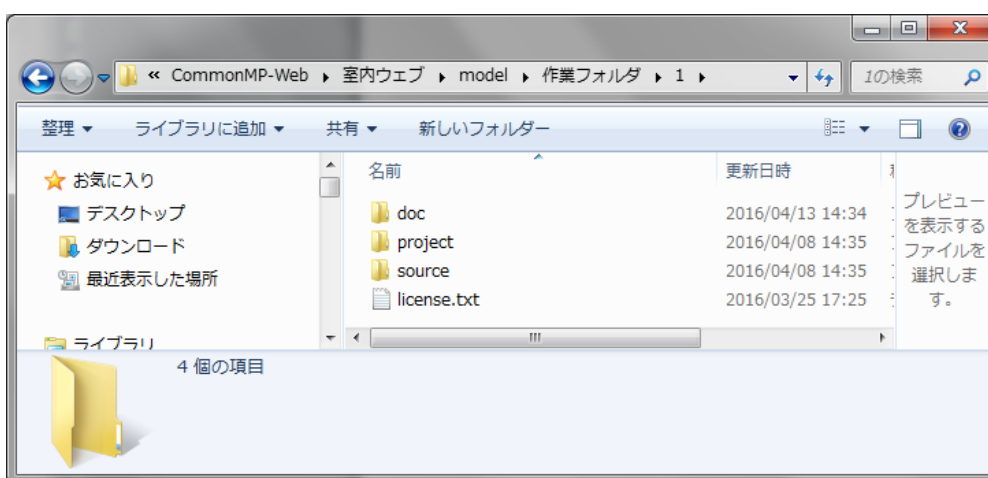 « CommonMP-Web ▸ 室内ウェブ ▸ model ▸ 作業フォルダ ▸ 1 ▸
1の検索
整理 ライブラリに追加 共有 新しいフォルダー
お気に入り
デスクトップ
ダウンロード
最近表示した場所
ライブラリ
名前 更新日時
doc 2016/04/13 14:34
project 2016/04/08 14:35
source 2016/04/08 14:35
license.txt 2016/03/25 17:25
プレビュー
を表示する
ファイルを
選択しま
す。
4 個の項目